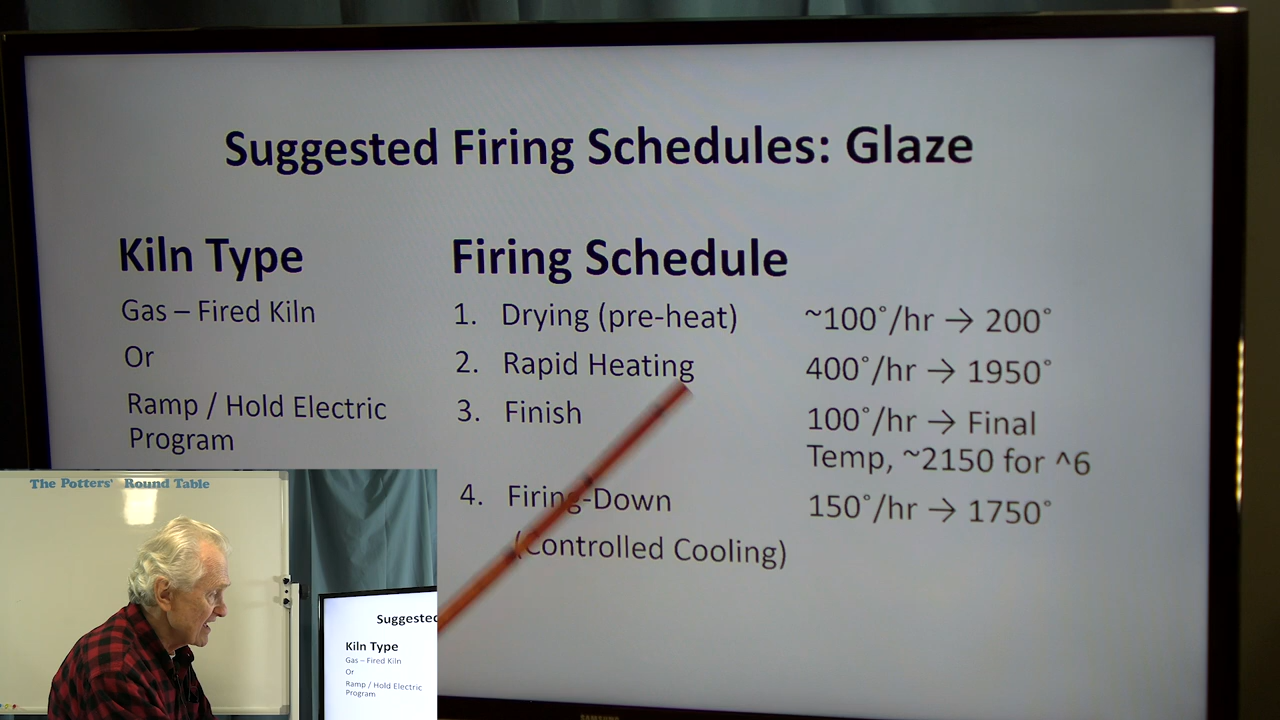 Suggested Firing Schedules: Glaze
Kiln Type
Gas – Fired Kiln
Or
Ramp / Hold Electric
Program
Firing Schedule
1. Drying (pre-heat) ~100°/hr → 200°
2. Rapid Heating 400°/hr → 1950°
3. Finish 100°/hr → Final
Temp, ~2150 for ^6
4. Firing-Down 150°/hr → 1750°
(Controlled Cooling)
SAMSUNG
The Potters' Round Table
Suggested
Kiln Type
Gas – Fired Kiln
Or
Ramp / Hold Electric
Program